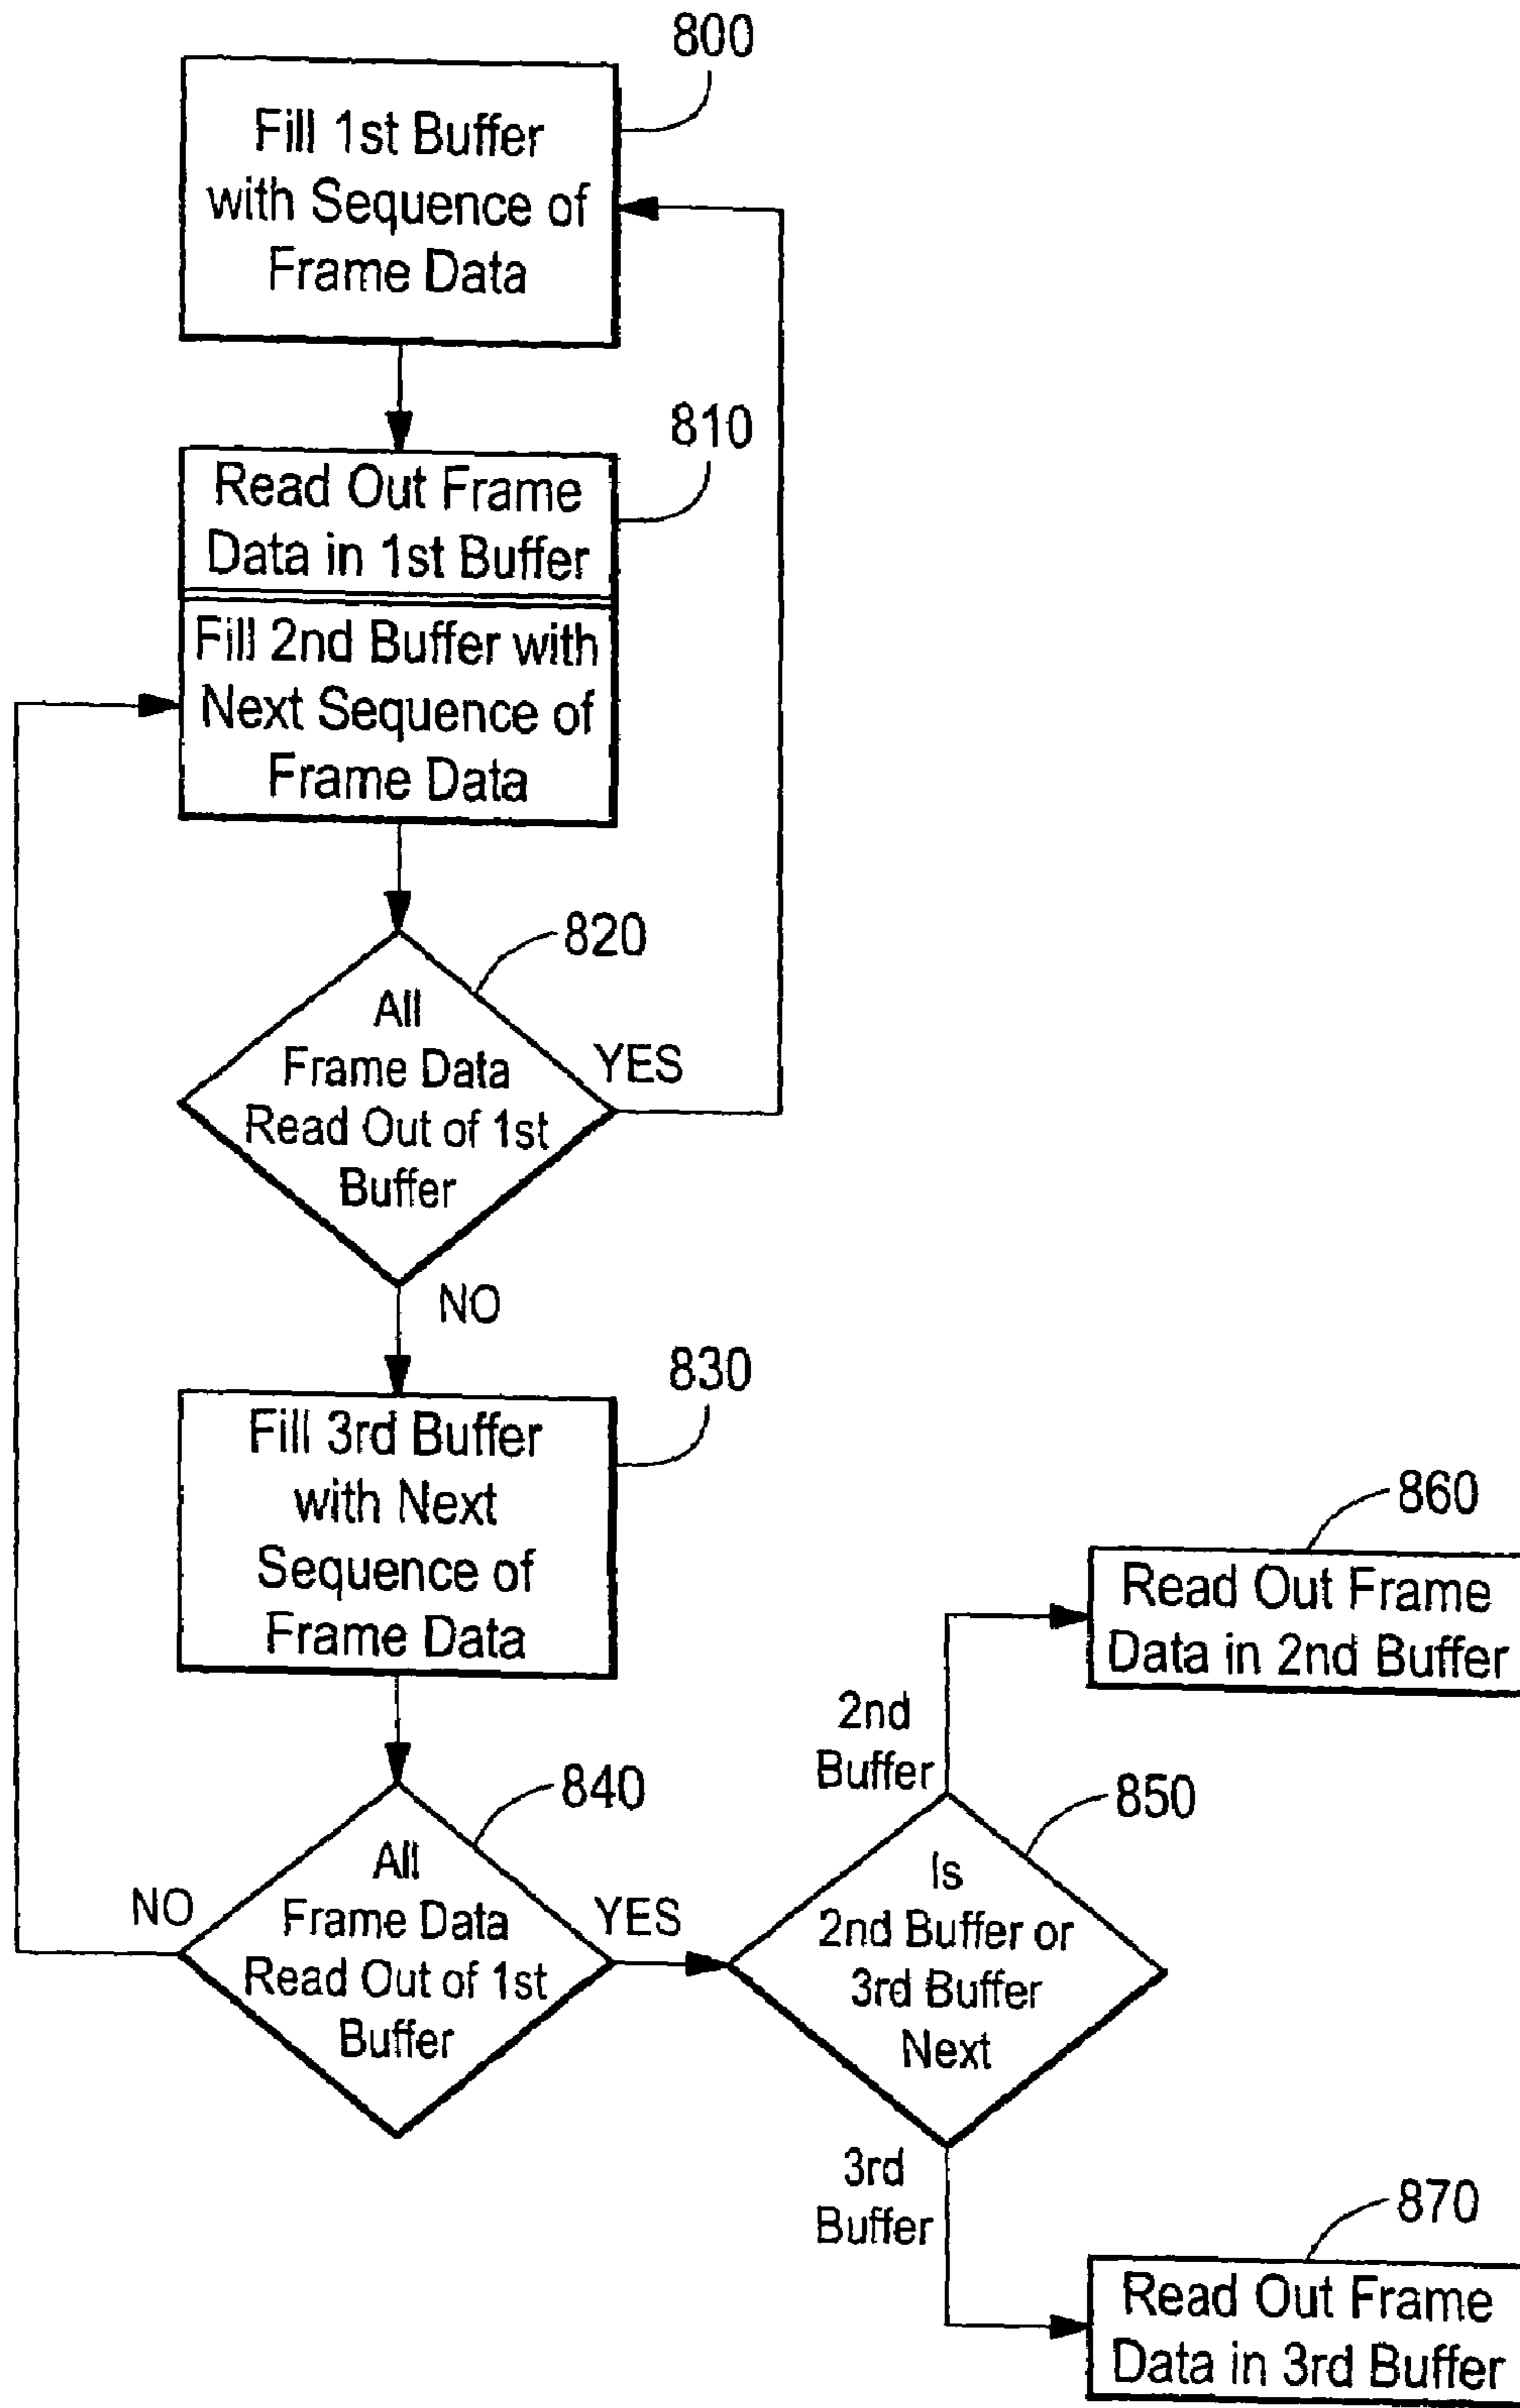 800
Fill 1st Buffer
with Sequence of
Frame Data
810
Read Out Frame
Data in 1st Buffer
Fill 2nd Buffer with
Next Sequence of
Frame Data
820
All
Frame Data
Read Out of 1st
Buffer
YES
NO
830
Fill 3rd Buffer
with Next
Sequence of
Frame Data
840
All
Frame Data
Read Out of 1st
Buffer
NO
YES
850
Is
2nd Buffer or
3rd Buffer
Next
2nd
Buffer
860
Read Out Frame
Data in 2nd Buffer
3rd
Buffer
870
Read Out Frame
Data in 3rd Buffer